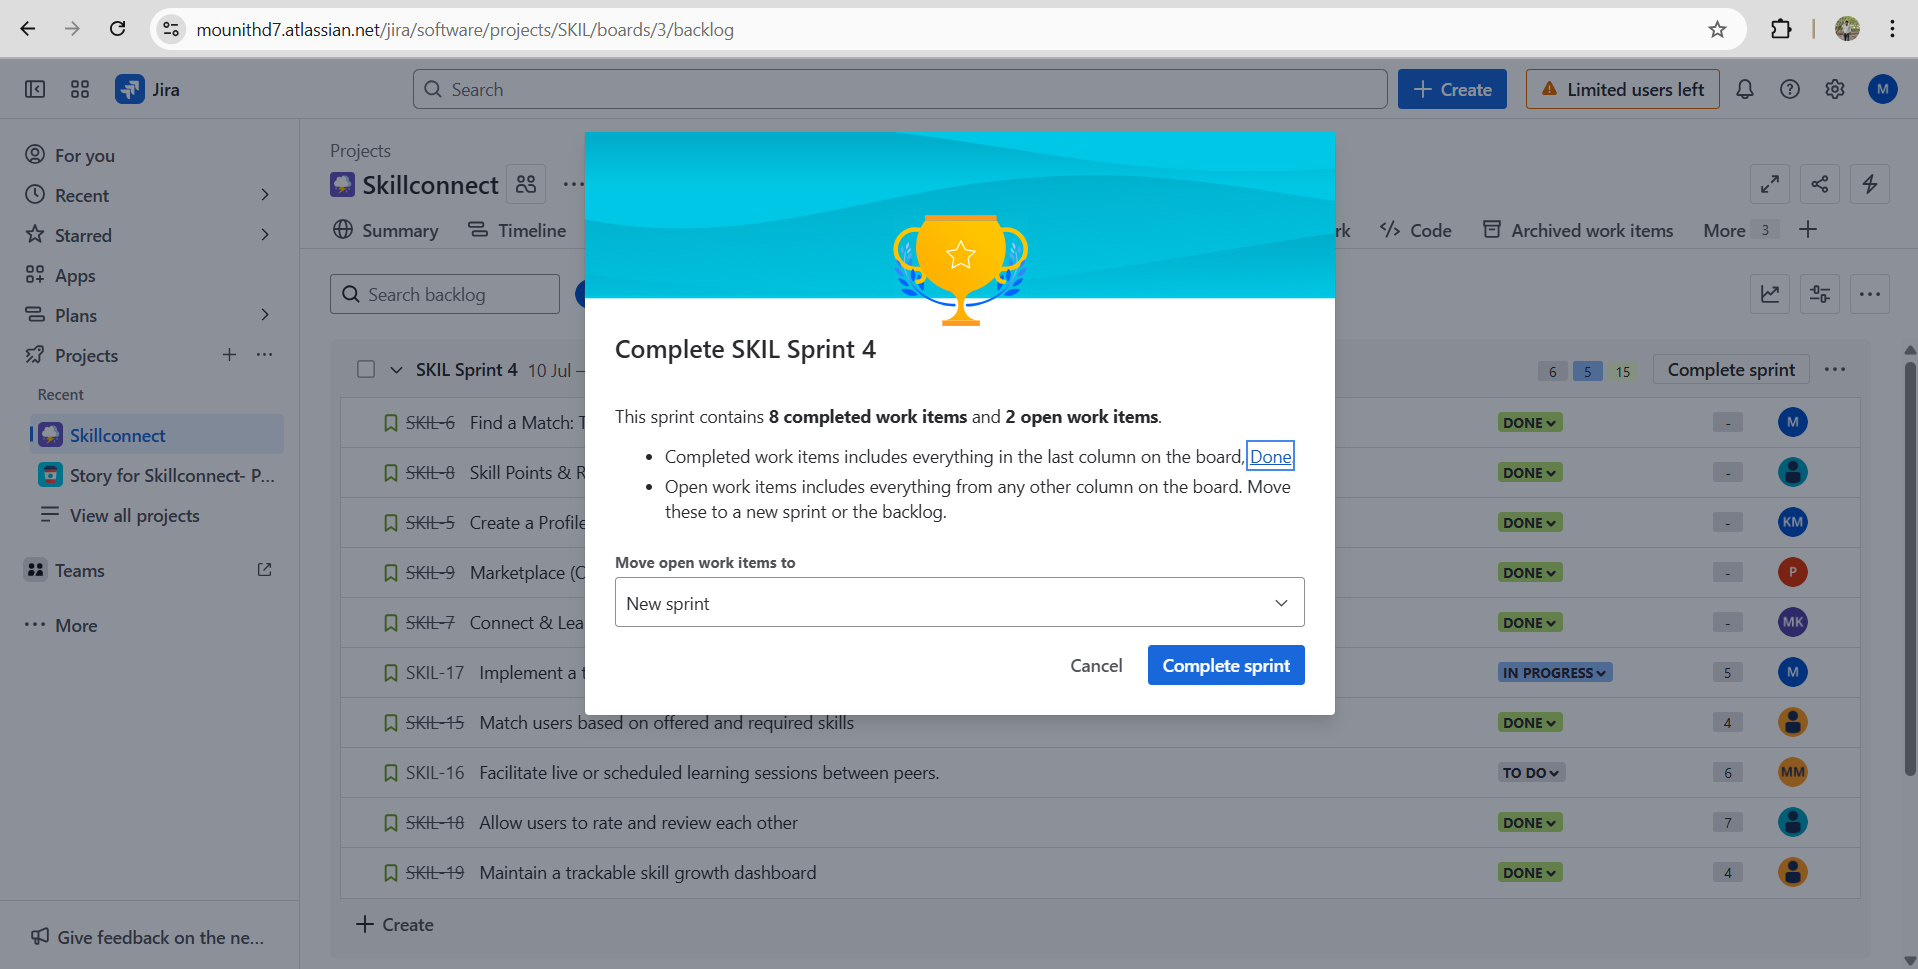 mounithd7.atlassian.net/jira/software/projects/SKIL/boards/3/backlog
Jira
Search
Create
Limited users left
M
For you
Recent
Starred
Apps
Plans
Projects
Recent
Skillconnect
Story for Skillconnect- P...
View all projects
Teams
More
Give feedback on the ne...
Projects
Skillconnect
Summary
Timeline
rk
Code
Archived work items
More 3
Search backlog
SKIL Sprint 4 10 Jul –
6 5 15
Complete sprint
SKIL-6 Find a Match: T
DONE - M
SKIL-8 Skill Points & R
DONE -
SKIL-5 Create a Profile
DONE - KM
SKIL-9 Marketplace (O
DONE - P
SKIL-7 Connect & Lea
DONE - MK
SKIL-17 Implement a t
IN PROGRESS 5 M
SKIL-15 Match users based on offered and required skills
DONE 4
SKIL-16 Facilitate live or scheduled learning sessions between peers.
TO DO 6 MM
SKIL-18 Allow users to rate and review each other
DONE 7
SKIL-19 Maintain a trackable skill growth dashboard
DONE 4
Create
Complete SKIL Sprint 4
This sprint contains 8 completed work items and 2 open work items.
Completed work items includes everything in the last column on the board, Done.
Open work items includes everything from any other column on the board. Move
these to a new sprint or the backlog.
Move open work items to
New sprint
Cancel
Complete sprint